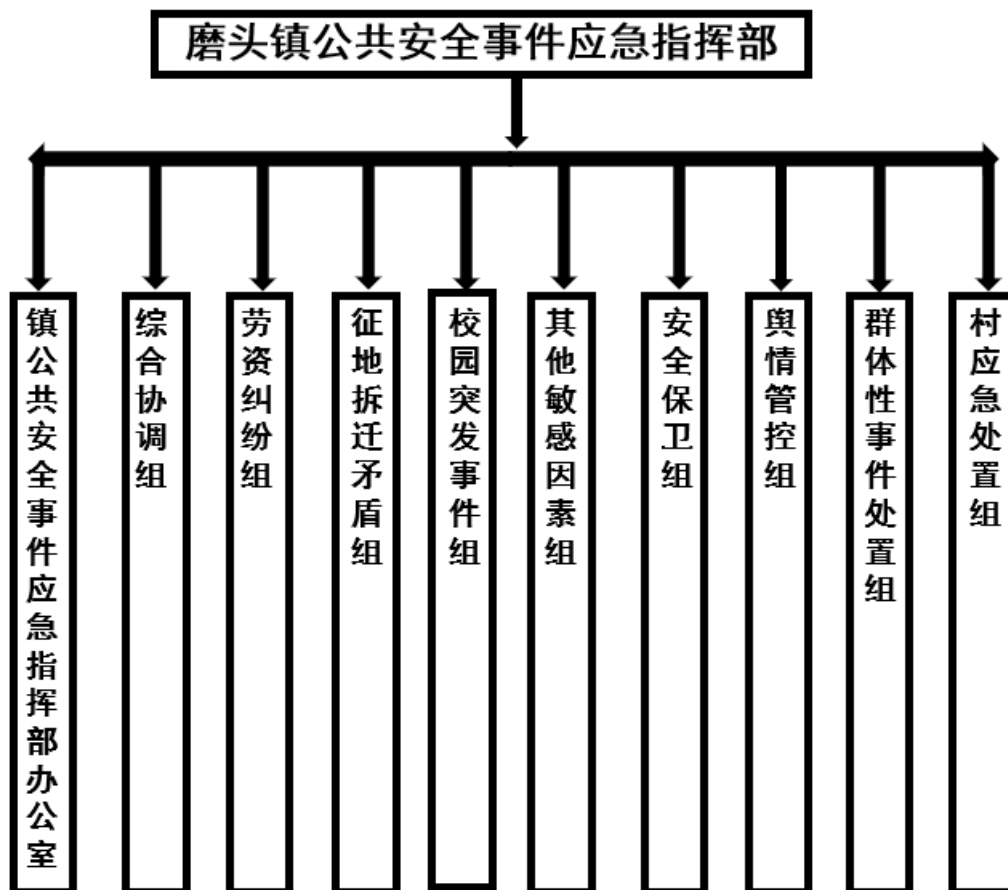 磨头镇公共安全事件应急指挥部
镇公共安全事件应急指挥部办公室
综合协调组
劳资纠纷组
征地拆迁矛盾组
校园突发事件组
其他敏感因素组
安全保卫组
舆情管控组
群体性事件处置组
村应急处置组